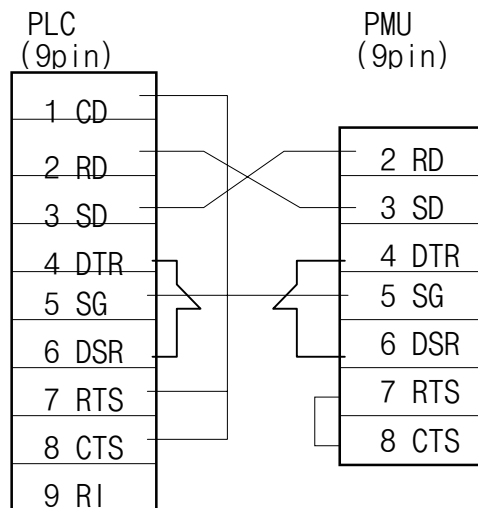 PLC
(9pin)
1 CD
2 RD
3 SD
4 DTR
5 SG
6 DSR
7 RTS
8 CTS
9 RI
PMU
(9pin)
2 RD
3 SD
4 DTR
5 SG
6 DSR
7 RTS
8 CTS